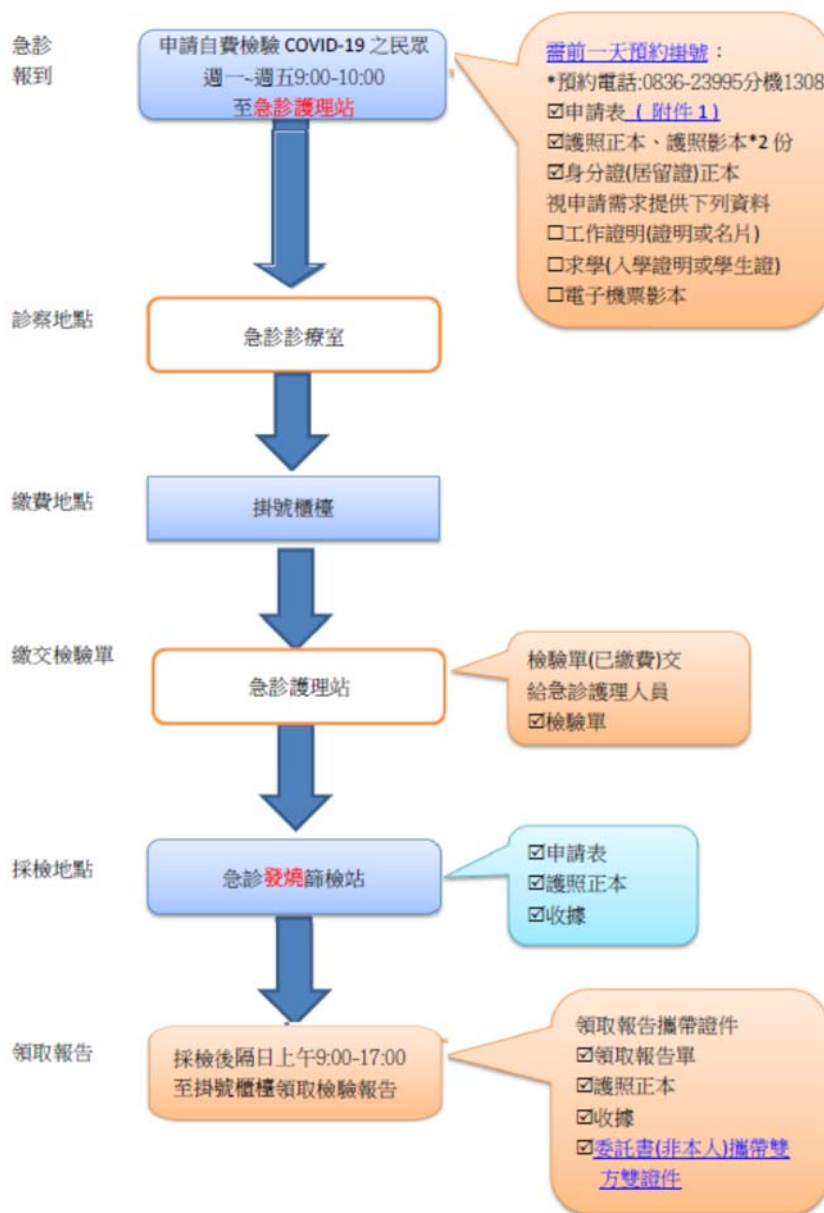 急診
報到
申請自費檢驗 COVID-19 之民眾
週一~週五9:00-10:00
至急診護理站
需前一天預約掛號：
*預約電話:0836-23995分機1308
☑申請表（附件1）
☑護照正本、護照影本*2 份
☑身分證(居留證)正本
視申請需求提供下列資料
☐工作證明(證明或名片)
☐求學(入學證明或學生證)
☐電子機票影本
診察地點
急診診療室
繳費地點
掛號櫃檯
繳交檢驗單
急診護理站
檢驗單(已繳費)交
給急診護理人員
☑檢驗單
採檢地點
急診發燒篩檢站
☑申請表
☑護照正本
☑收據
領取報告
採檢後隔日上午9:00-17:00
至掛號櫃檯領取檢驗報告
領取報告攜帶證件
☑領取報告單
☑護照正本
☑收據
☑委託書(非本人)攜帶雙
方雙證件